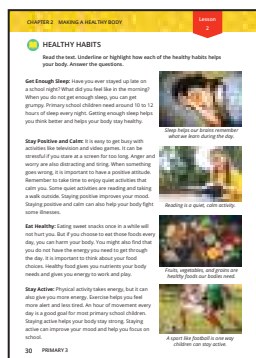 CHAPTER 2 MAKING A HEALTHY BODY
Lesson
2
HEALTHY HABITS
Read the text. Underline or highlight how each of the healthy habits helps
your body. Answer the questions.
Get Enough Sleep: Have you ever stayed up late on
a school night? What did you feel like in the morning?
When you do not get enough sleep, you can get
grumpy. Primary school children need around 10 to 12
hours of sleep every night. Getting enough sleep helps
you think better and helps your body stay healthy.
Sleep helps our brains remember
what we learn during the day.
Stay Positive and Calm: It is easy to get busy with
activities like television and video games. It can be
stressful if you stare at a screen for too long. Anger and
worry are also distracting and tiring. When something
goes wrong, it is important to have a positive attitude.
Remember to take time to enjoy quiet activities that
calm you. Some quiet activities are reading and taking
a walk outside. Staying positive improves your mood.
Staying positive and calm can also help your body fight
some illnesses.
Reading is a quiet, calm activity.
Eat Healthy: Eating sweet snacks once in a while will
not hurt you. But if you choose to eat those foods every
day, you can harm your body. You might also find that
you do not have the energy you need to get through
the day. It is important to think about your food
choices. Healthy food gives you nutrients your body
needs and gives you energy to work and play.
Fruits, vegetables, and grains are
healthy foods our bodies need.
Stay Active: Physical activity takes energy, but it can
also give you more energy. Exercise helps you feel
more alert and less tired. An hour of movement every
day is a good goal for most primary school children.
Staying active helps your body stay strong. Staying
active can improve your mood and help you focus on
school.
A sport like football is one way
children can stay active.
30 PRIMARY 3